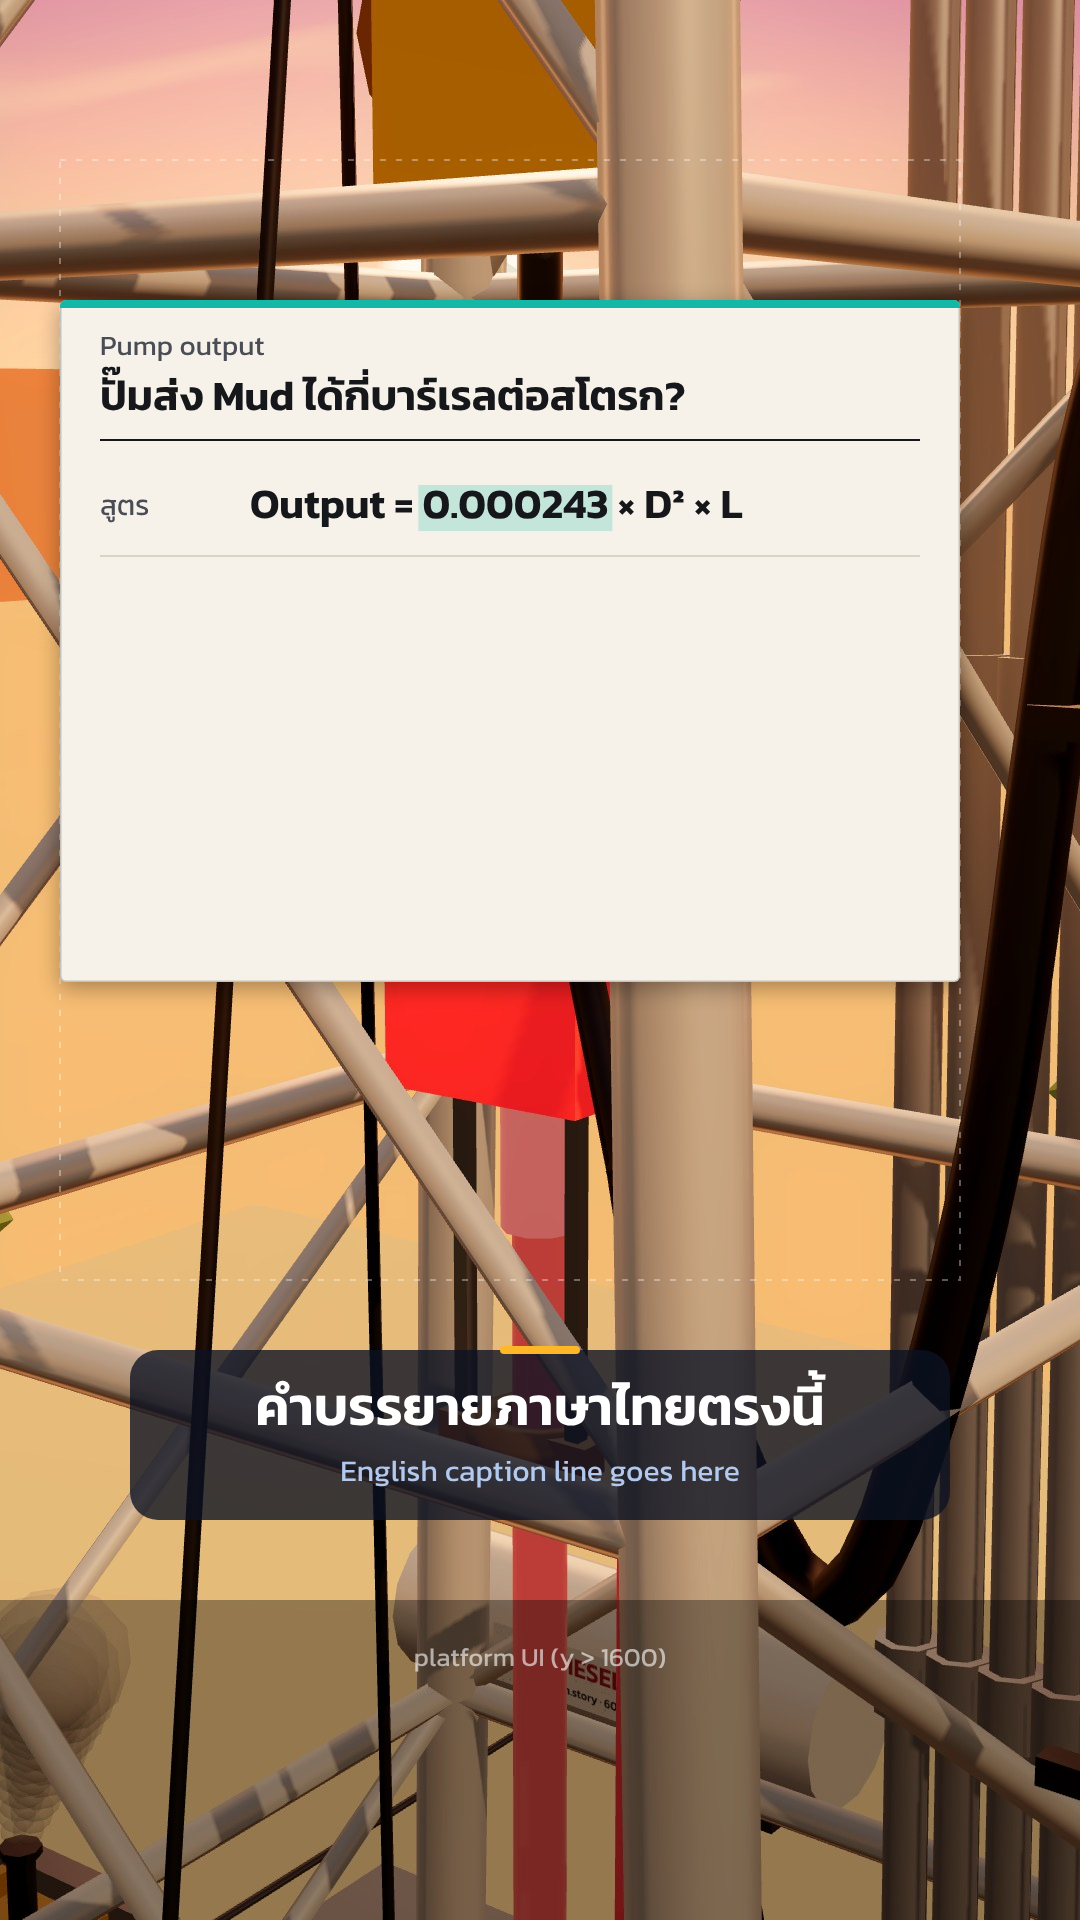 Pump output
ปั๊มส่ง Mud ได้กี่บาร์เรลต่อสโตรก?
สูตร Output = 0.000243 × D² × L
คำบรรยายภาษาไทยตรงนี้
English caption line goes here
platform UI (y > 1600)